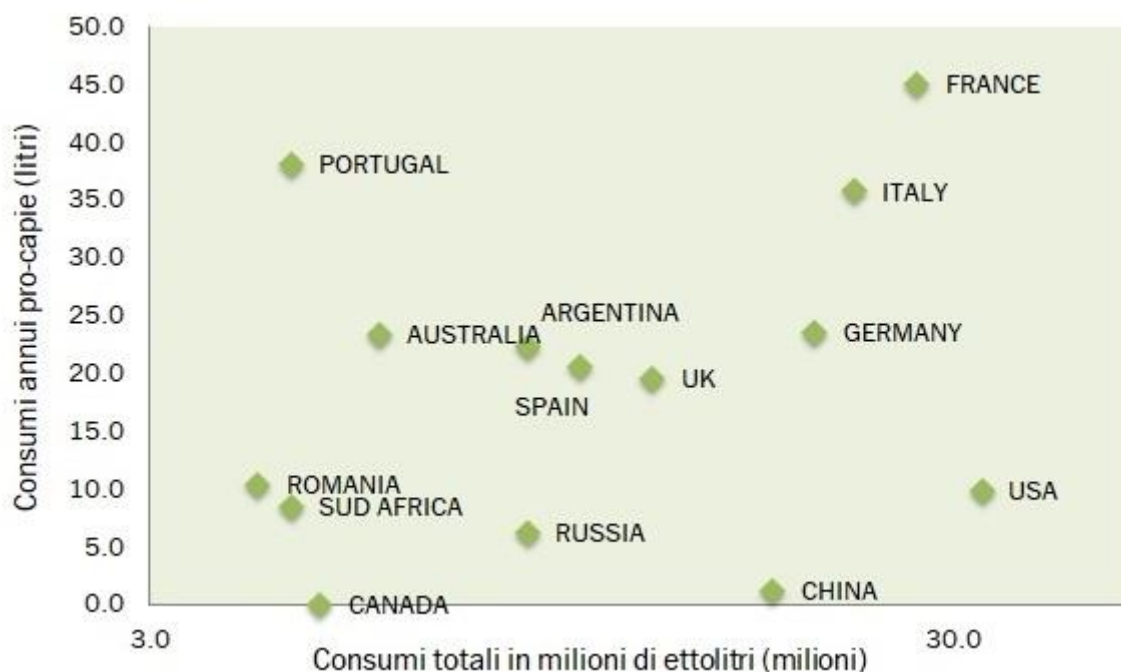 50.0
45.0
40.0
35.0
30.0
25.0
20.0
15.0
10.0
5.0
0.0
Consumi annui pro-capie (litri)
FRANCE
PORTUGAL
ITALY
ARGENTINA
AUSTRALIA
GERMANY
UK
SPAIN
ROMANIA
SUD AFRICA
USA
RUSSIA
CHINA
CANADA
3.0
30.0
Consumi totali in milioni di ettolitri (milioni)